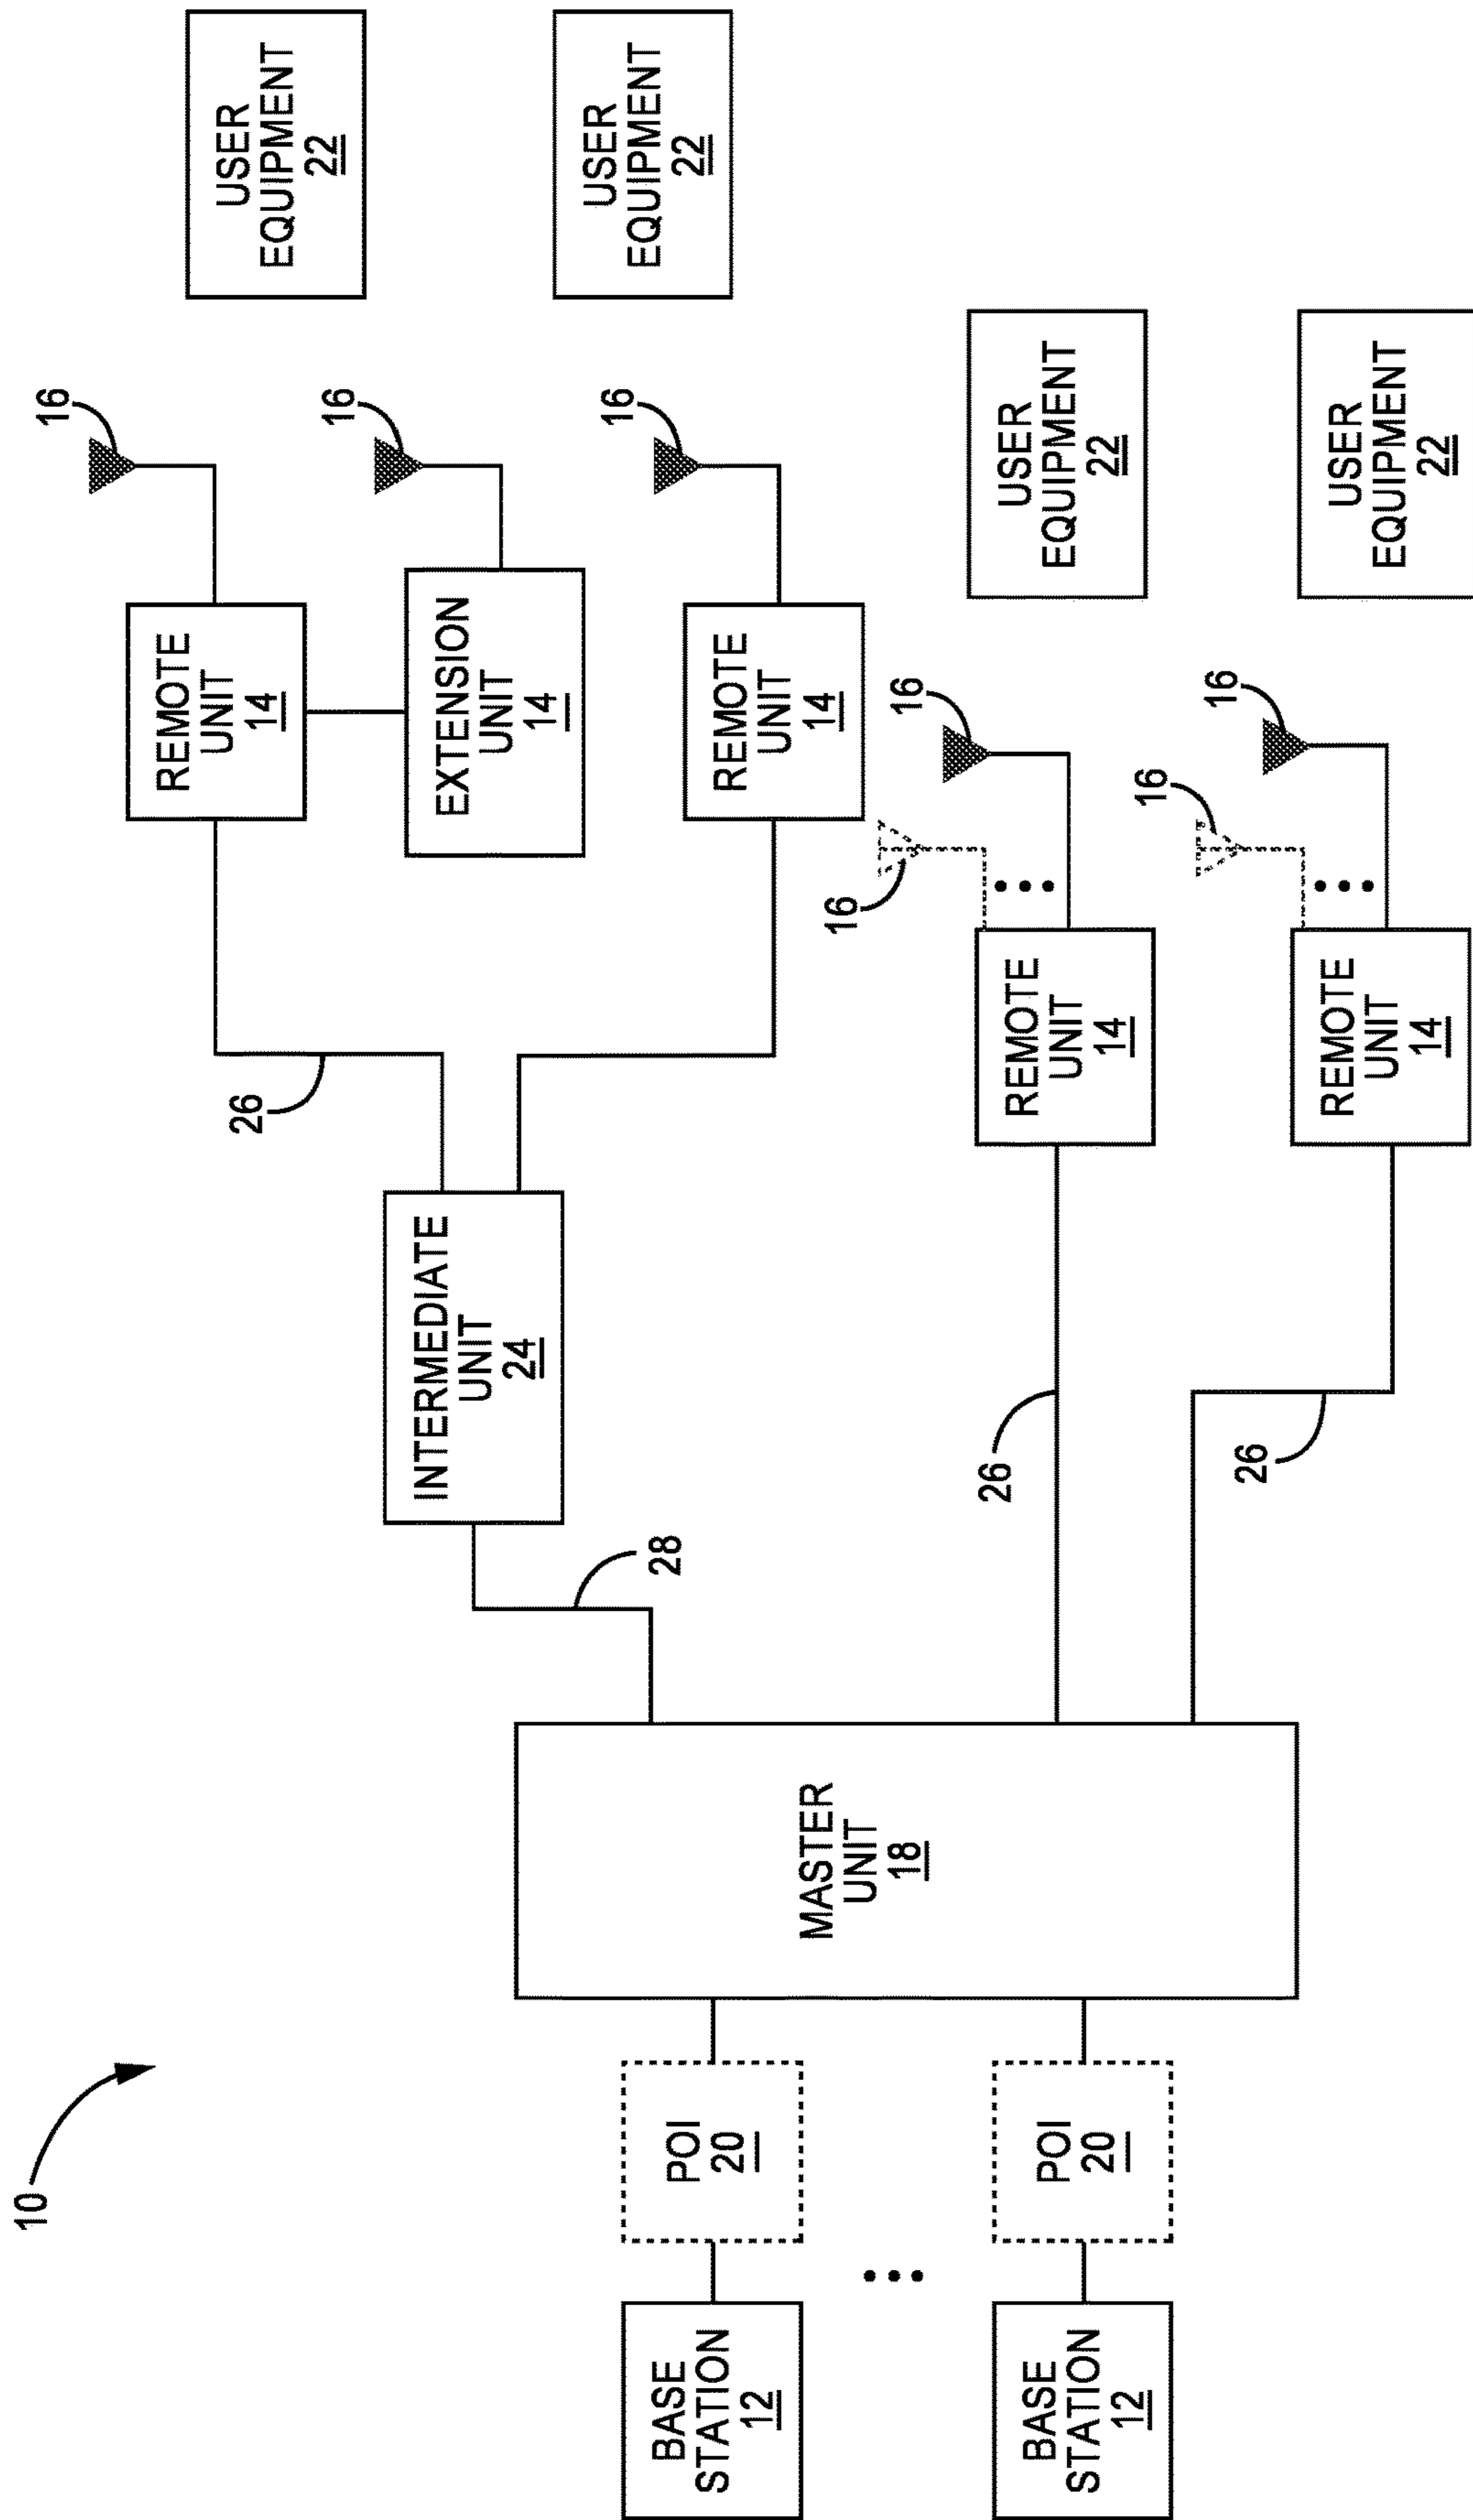 10
16
REMOTE
UNIT
14
USER
EQUIPMENT
22
26
16
INTERMEDIATE
UNIT
24
EXTENSION
UNIT
14
16
USER
EQUIPMENT
22
28
BASE
STATION
12
POI
20
REMOTE
UNIT
14
MASTER
UNIT
18
16
16
26
REMOTE
UNIT
14
USER
EQUIPMENT
22
BASE
STATION
12
POI
20
16
16
26
REMOTE
UNIT
14
USER
EQUIPMENT
22